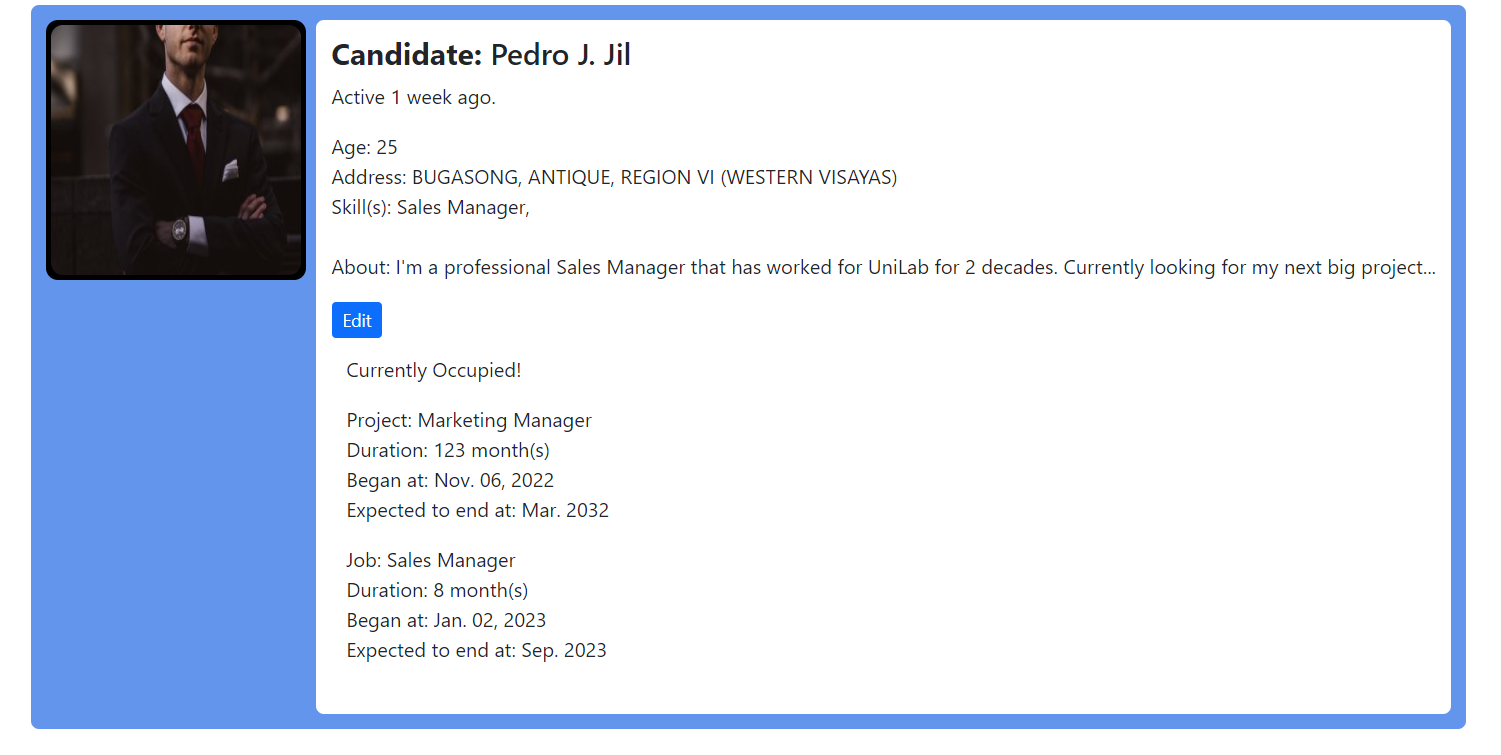 Candidate: Pedro J. Jil
Active 1 week ago.
Age: 25
Address: BUGASONG, ANTIQUE, REGION VI (WESTERN VISAYAS)
Skill(s): Sales Manager,
About: I'm a professional Sales Manager that has worked for UniLab for 2 decades. Currently looking for my next big project...
Edit
Currently Occupied!
Project: Marketing Manager
Duration: 123 month(s)
Began at: Nov. 06, 2022
Expected to end at: Mar. 2032
Job: Sales Manager
Duration: 8 month(s)
Began at: Jan. 02, 2023
Expected to end at: Sep. 2023